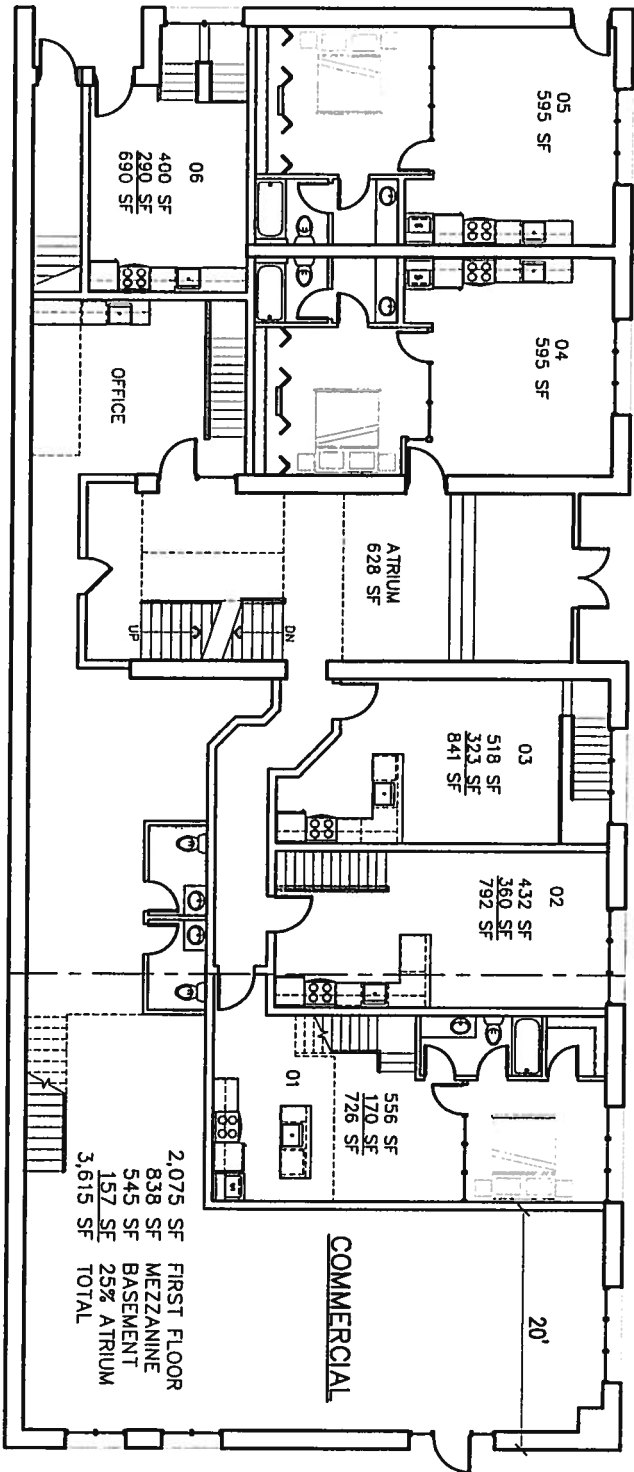 05
595 SF
04
595 SF
06
400 SF
290 SF
690 SF
OFFICE
ATRIUM
628 SF
UP
DN
03
518 SF
323 SF
841 SF
02
432 SF
360 SF
792 SF
01
556 SF
170 SF
726 SF
20'
COMMERCIAL
2,075 SF FIRST FLOOR
838 SF MEZZANINE
545 SF BASEMENT
157 SF 25% ATRIUM
3,615 SF TOTAL